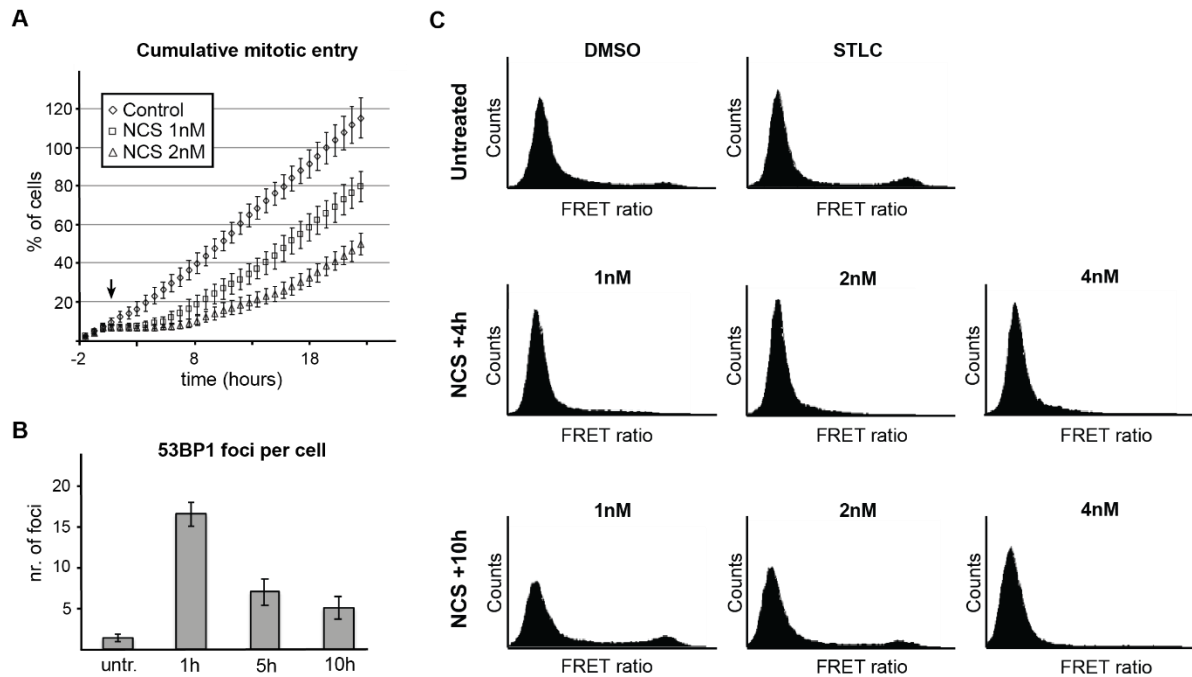 A
Cumulative mitotic entry
120
100
80
60
40
20
% of cells
Control
NCS 1nM
NCS 2nM
-2 8 18
time (hours)
B
53BP1 foci per cell
20
15
10
5
nr. of foci
untr. 1h 5h 10h
C
DMSO STLC
Untreated
Counts Counts
FRET ratio FRET ratio
1nM 2nM 4nM
NCS +4h
Counts Counts Counts
FRET ratio FRET ratio FRET ratio
1nM 2nM 4nM
NCS +10h
Counts Counts Counts
FRET ratio FRET ratio FRET ratio